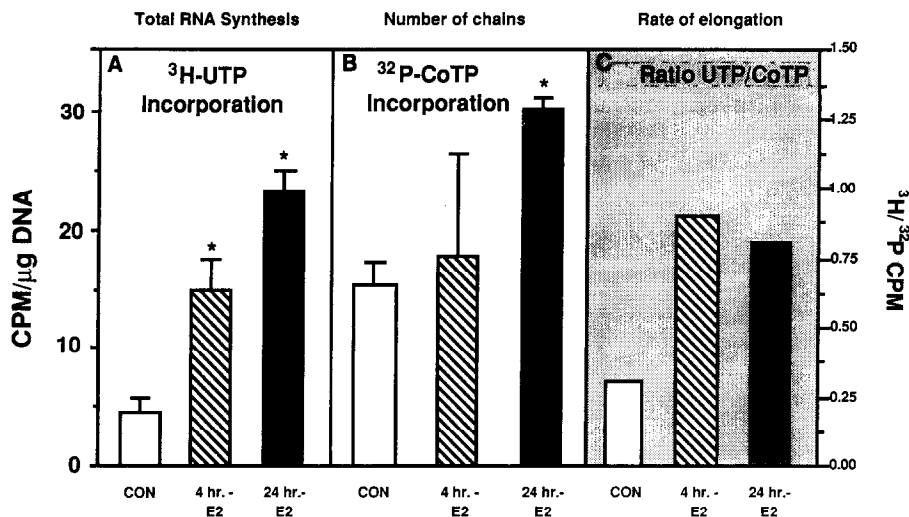 Total RNA Synthesis
Number of chains
Rate of elongation
A
³H-UTP
Incorporation
B
³²P-CoTP
Incorporation
C
Ratio UTP/CoTP
*
*
*
CPM/µg DNA
30
20
10
0
1.50
1.25
1.00
0.75
0.50
0.25
0.00
³H/³²P CPM
CON
4 hr.-
E2
24 hr.-
E2
CON
4 hr. -
E2
24 hr.-
E2
CON
4 hr. -
E2
24 hr.-
E2